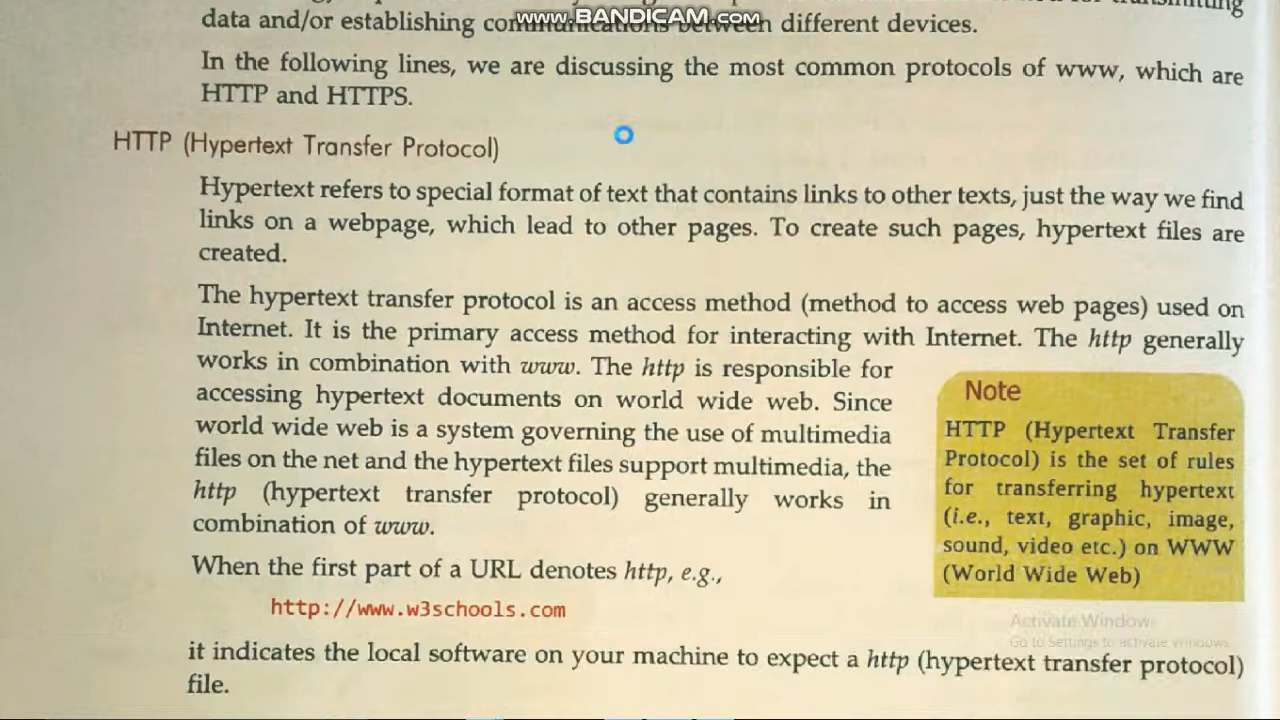 www.BANDICAM.com
data and/or establishing communications between different devices.
In the following lines, we are discussing the most common protocols of www, which are
HTTP and HTTPS.
HTTP (Hypertext Transfer Protocol)
Hypertext refers to special format of text that contains links to other texts, just the way we find
links on a webpage, which lead to other pages. To create such pages, hypertext files are
created.
The hypertext transfer protocol is an access method (method to access web pages) used on
Internet. It is the primary access method for interacting with Internet. The http generally
works in combination with www. The http is responsible for
accessing hypertext documents on world wide web. Since
world wide web is a system governing the use of multimedia
files on the net and the hypertext files support multimedia, the
http (hypertext transfer protocol) generally works in
combination of www.
Note
HTTP (Hypertext Transfer
Protocol) is the set of rules
for transferring hypertext
(i.e., text, graphic, image,
sound, video etc.) on WWW
(World Wide Web)
When the first part of a URL denotes http, e.g.,
http://www.w3schools.com
Activate Window
Go to Settings to activate Windows.
it indicates the local software on your machine to expect a http (hypertext transfer protocol)
file.